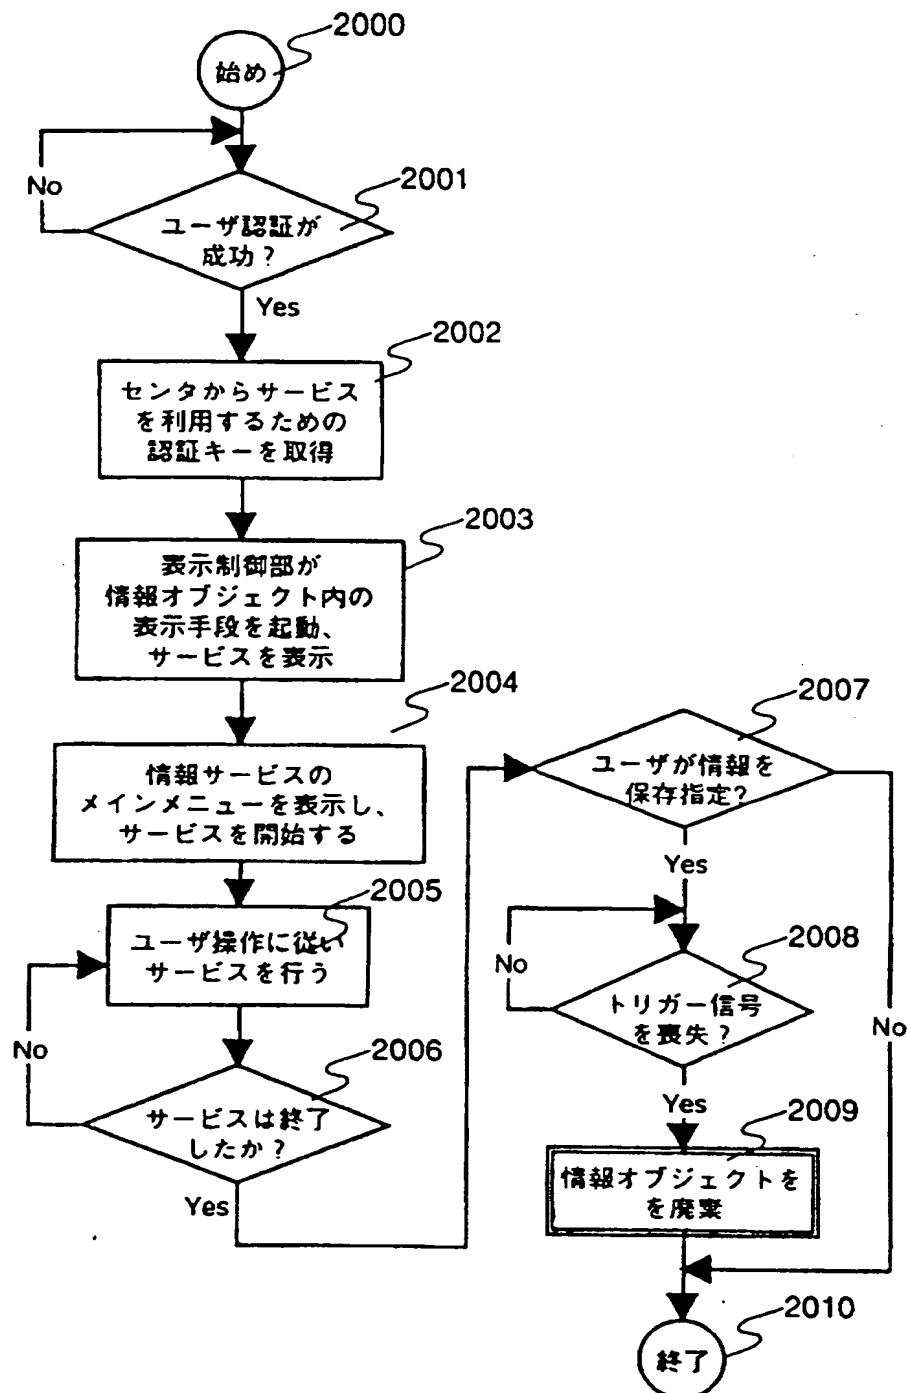 2000
始め
No
2001
ユーザ認証が
成功?
Yes
2002
センタからサービス
を利用するための
認証キーを取得
2003
表示制御部が
情報オブジェクト内の
表示手段を起動、
サービスを表示
2004
情報サービスの
メインメニューを表示し、
サービスを開始する
2005
ユーザ操作に従い
サービスを行う
No
2006
サービスは終了
したか?
Yes
2007
ユーザが情報を
保存指定?
Yes
No
2008
トリガー信号
を喪失?
No
Yes
2009
情報オブジェクトを
を廃棄
2010
終了